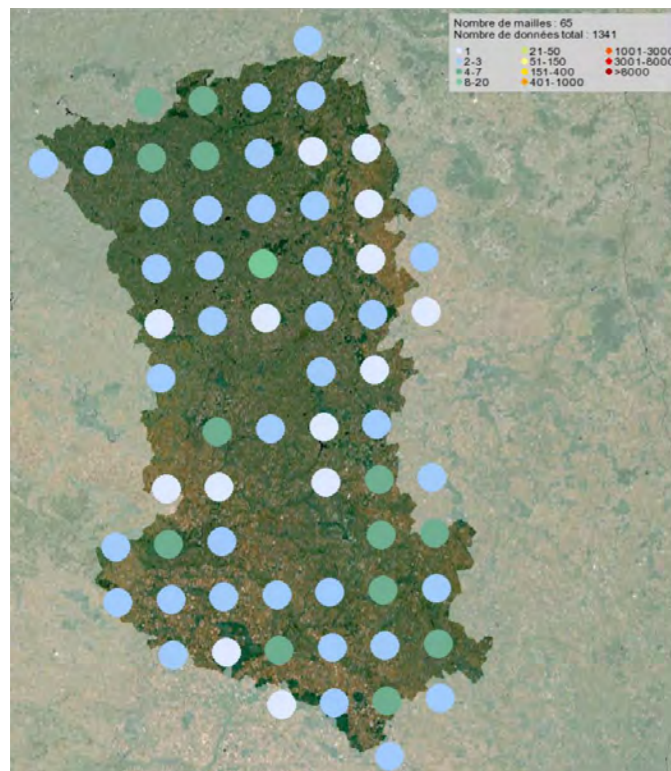 Nombre de mailles : 65
Nombre de données total : 1341
1 21-50 1001-3000
2-3 51-150 3001-8000
4-7 151-400 >8000
8-20 401-1000